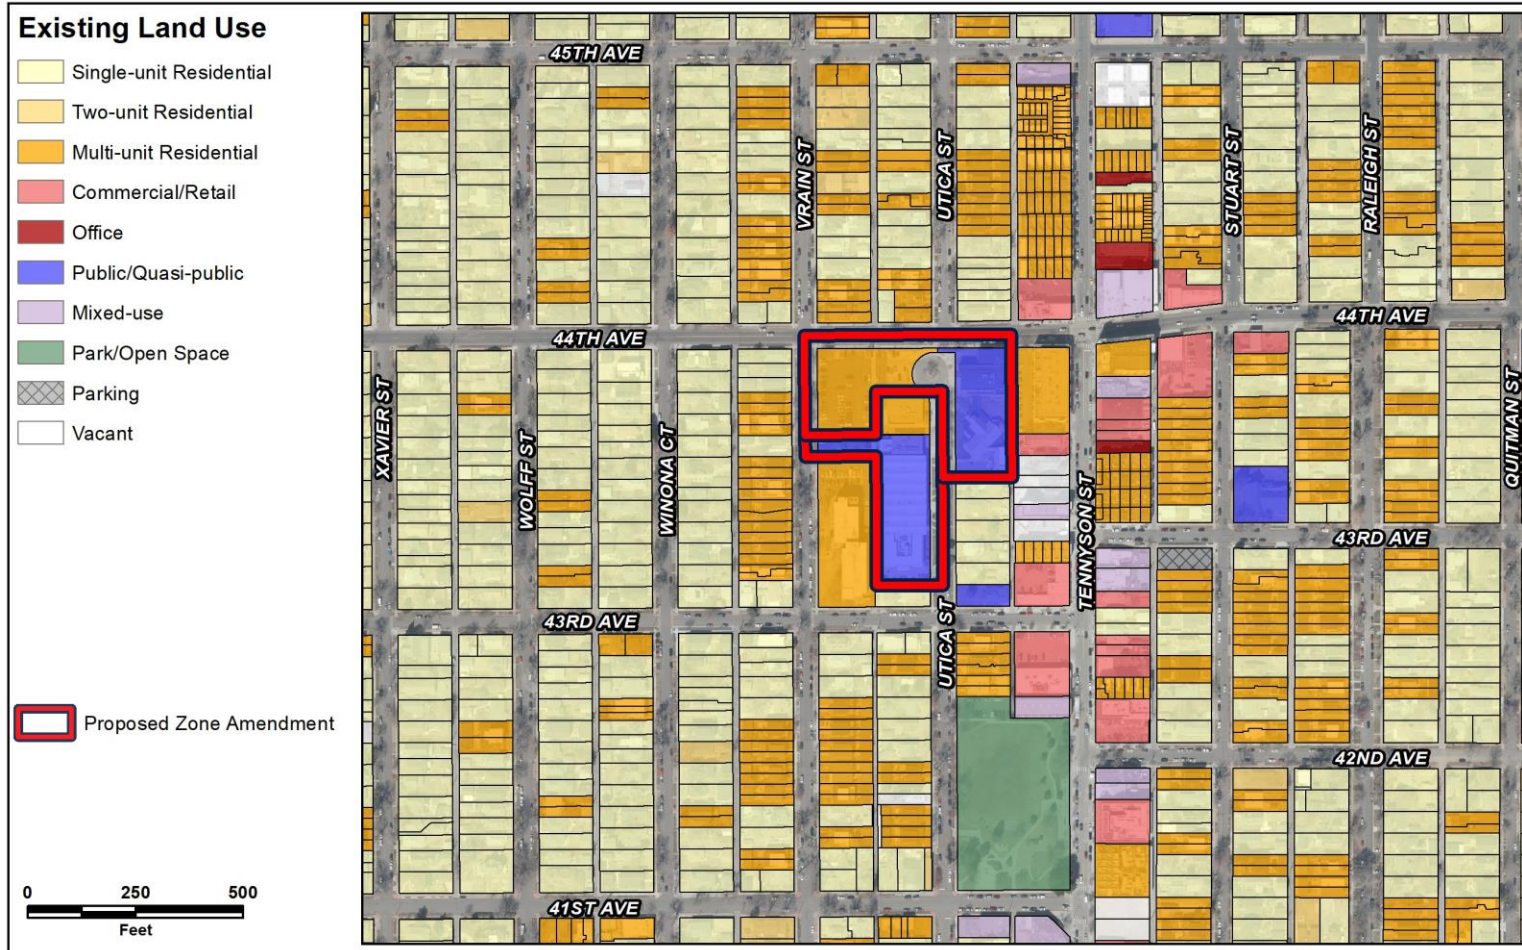 Existing Land Use
Single-unit Residential
Two-unit Residential
Multi-unit Residential
Commercial/Retail
Office
Public/Quasi-public
Mixed-use
Park/Open Space
Parking
Vacant
Proposed Zone Amendment
0 250 500
Feet
45TH AVE
VRAIN ST
UTICA ST
STUART ST
RALEIGH ST
44TH AVE
44TH AVE
XAVIER ST
WOLFF ST
WINONA CT
TENNYSON ST
QUITMAN ST
43RD AVE
43RD AVE
UTICA ST
42ND AVE
41ST AVE